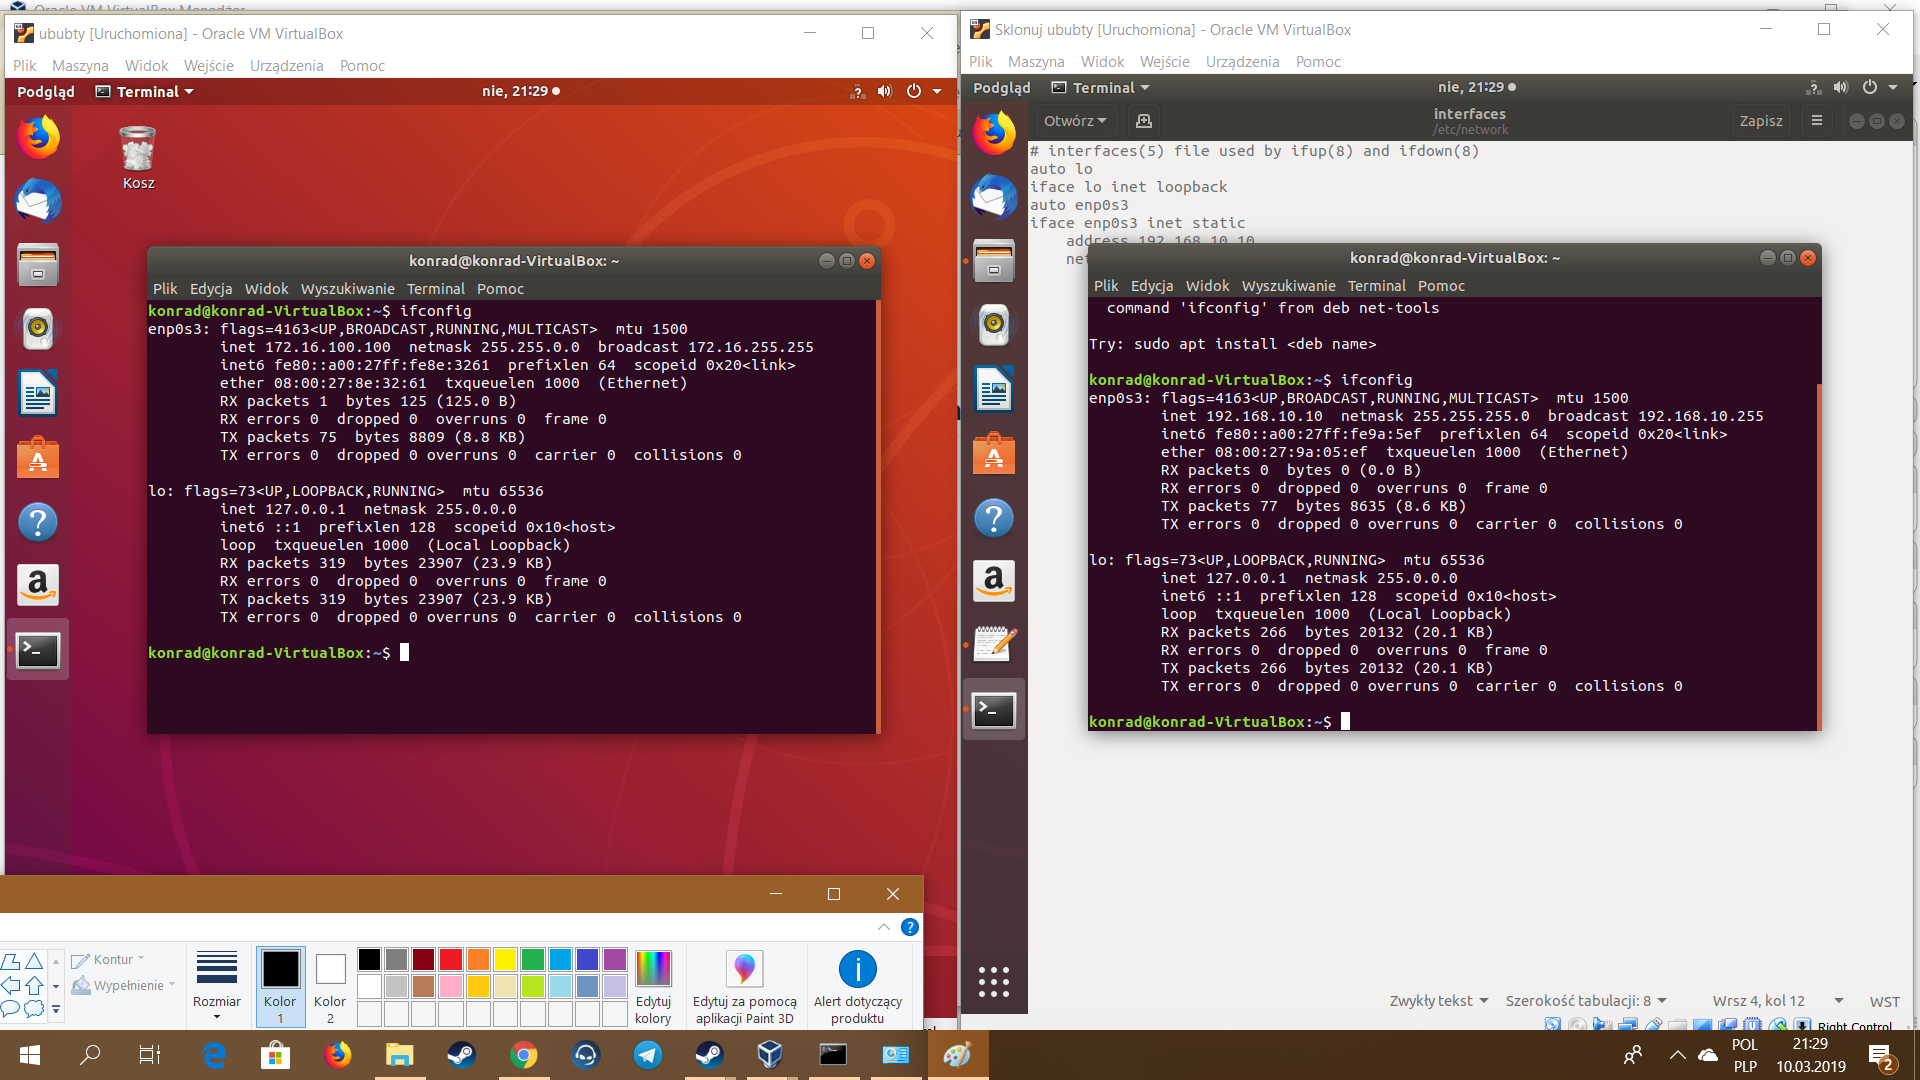 Oracle VM VirtualBox Menedżer
ububty [Uruchomiona] - Oracle VM VirtualBox
Plik Maszyna Widok Wejście Urządzenia Pomoc
Podgląd Terminal nie, 21:29
Kosz
konrad@konrad-VirtualBox: ~
Plik Edycja Widok Wyszukiwanie Terminal Pomoc
konrad@konrad-VirtualBox:~$ ifconfig
enp0s3: flags=4163<UP,BROADCAST,RUNNING,MULTICAST>  mtu 1500
        inet 172.16.100.100  netmask 255.255.0.0  broadcast 172.16.255.255
        inet6 fe80::a00:27ff:fe8e:3261  prefixlen 64  scopeid 0x20<link>
        ether 08:00:27:8e:32:61  txqueuelen 1000  (Ethernet)
        RX packets 1  bytes 125 (125.0 B)
        RX errors 0  dropped 0  overruns 0  frame 0
        TX packets 75  bytes 8809 (8.8 KB)
        TX errors 0  dropped 0 overruns 0  carrier 0  collisions 0
lo: flags=73<UP,LOOPBACK,RUNNING>  mtu 65536
        inet 127.0.0.1  netmask 255.0.0.0
        inet6 ::1  prefixlen 128  scopeid 0x10<host>
        loop  txqueuelen 1000  (Local Loopback)
        RX packets 319  bytes 23907 (23.9 KB)
        RX errors 0  dropped 0  overruns 0  frame 0
        TX packets 319  bytes 23907 (23.9 KB)
        TX errors 0  dropped 0 overruns 0  carrier 0  collisions 0
konrad@konrad-VirtualBox:~$
Sklonuj ububty [Uruchomiona] - Oracle VM VirtualBox
Plik Maszyna Widok Wejście Urządzenia Pomoc
Podgląd Terminal nie, 21:29
Otwórz interfaces Zapisz
/etc/network
# interfaces(5) file used by ifup(8) and ifdown(8)
auto lo
iface lo inet loopback
auto enp0s3
iface enp0s3 inet static
    address 192.168.10.10
    net
konrad@konrad-VirtualBox: ~
Plik Edycja Widok Wyszukiwanie Terminal Pomoc
  command 'ifconfig' from deb net-tools
Try: sudo apt install <deb name>
konrad@konrad-VirtualBox:~$ ifconfig
enp0s3: flags=4163<UP,BROADCAST,RUNNING,MULTICAST>  mtu 1500
        inet 192.168.10.10  netmask 255.255.255.0  broadcast 192.168.10.255
        inet6 fe80::a00:27ff:fe9a:5ef  prefixlen 64  scopeid 0x20<link>
        ether 08:00:27:9a:05:ef  txqueuelen 1000  (Ethernet)
        RX packets 0  bytes 0 (0.0 B)
        RX errors 0  dropped 0  overruns 0  frame 0
        TX packets 77  bytes 8635 (8.6 KB)
        TX errors 0  dropped 0 overruns 0  carrier 0  collisions 0
lo: flags=73<UP,LOOPBACK,RUNNING>  mtu 65536
        inet 127.0.0.1  netmask 255.0.0.0
        inet6 ::1  prefixlen 128  scopeid 0x10<host>
        loop  txqueuelen 1000  (Local Loopback)
        RX packets 266  bytes 20132 (20.1 KB)
        RX errors 0  dropped 0  overruns 0  frame 0
        TX packets 266  bytes 20132 (20.1 KB)
        TX errors 0  dropped 0 overruns 0  carrier 0  collisions 0
konrad@konrad-VirtualBox:~$
Zwykły tekst Szerokość tabulacji: 8 Wrsz 4, kol 12 WST
Right Control
Kontur
Wypełnienie
Rozmiar
Kolor 1
Kolor 2
Edytuj kolory
Edytuj za pomocą aplikacji Paint 3D
Alert dotyczący produktu
POL
PLP
21:29
10.03.2019
2